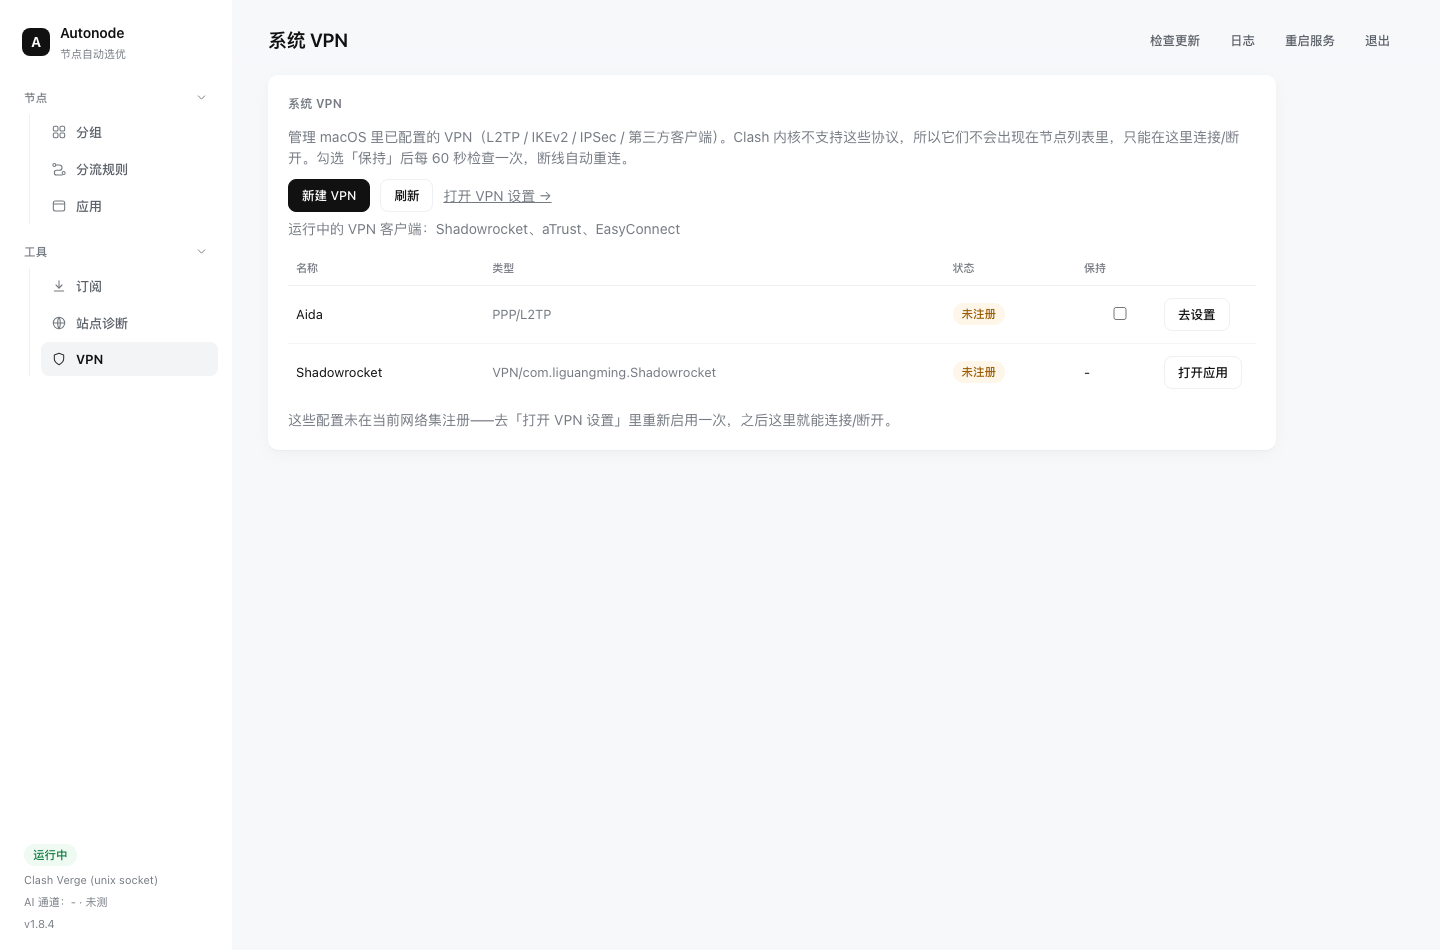 A
Autonode
节点自动选优
节点
分组
分流规则
应用
工具
订阅
站点诊断
VPN
运行中
Clash Verge (unix socket)
AI 通道：- · 未测
v1.8.4
系统 VPN
检查更新 日志 重启服务 退出
系统 VPN
管理 macOS 里已配置的 VPN（L2TP / IKEv2 / IPSec / 第三方客户端）。Clash 内核不支持这些协议，所以它们不会出现在节点列表里，只能在这里连接/断
开。勾选「保持」后每 60 秒检查一次，断线自动重连。
新建 VPN 刷新 打开 VPN 设置 →
运行中的 VPN 客户端：Shadowrocket、aTrust、EasyConnect
名称 类型 状态 保持
Aida PPP/L2TP 未注册 去设置
Shadowrocket VPN/com.liguangming.Shadowrocket 未注册 - 打开应用
这些配置未在当前网络集注册——去「打开 VPN 设置」里重新启用一次，之后这里就能连接/断开。